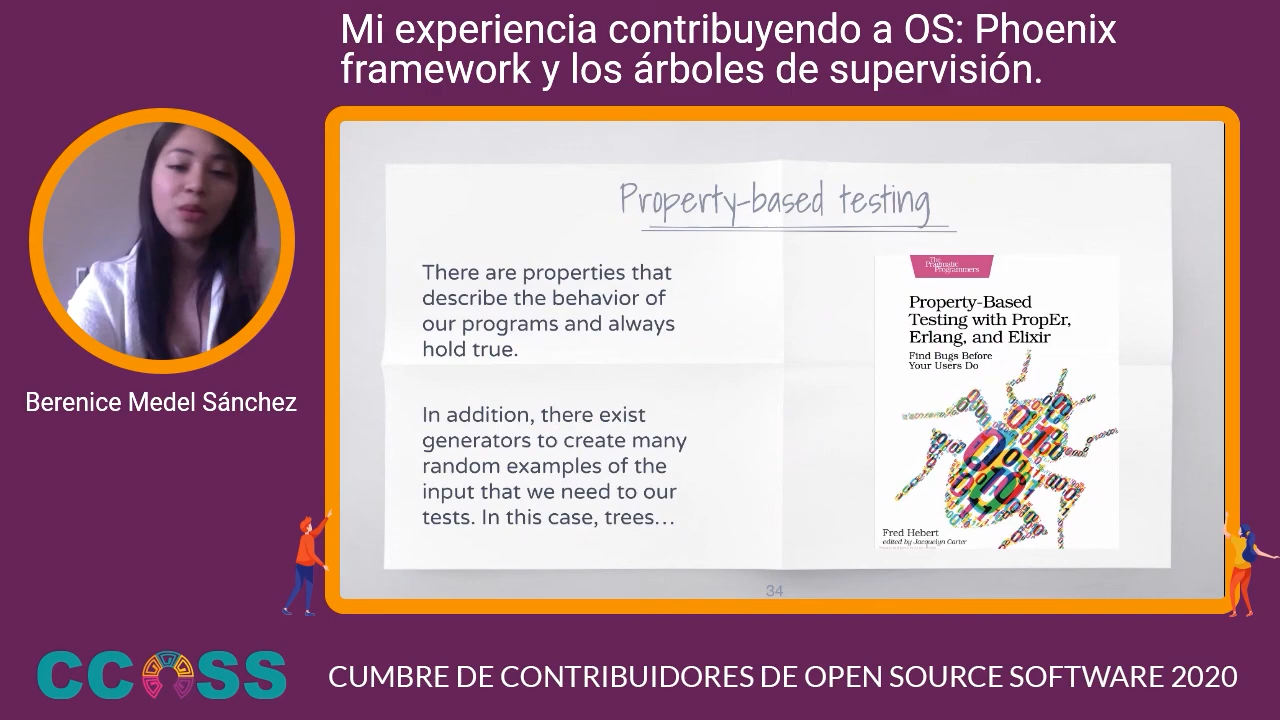 Mi experiencia contribuyendo a OS: Phoenix
framework y los árboles de supervisión.
Berenice Medel Sánchez
Property-based testing
There are properties that
describe the behavior of
our programs and always
hold true.
In addition, there exist
generators to create many
random examples of the
input that we need to our
tests. In this case, trees...
The
Pragmatic
Programmers
Property-Based
Testing with PropEr,
Erlang, and Elixir
Find Bugs Before
Your Users Do
Fred Hebert
edited by Jacquelyn Carter
34
CCOSS
CUMBRE DE CONTRIBUIDORES DE OPEN SOURCE SOFTWARE 2020